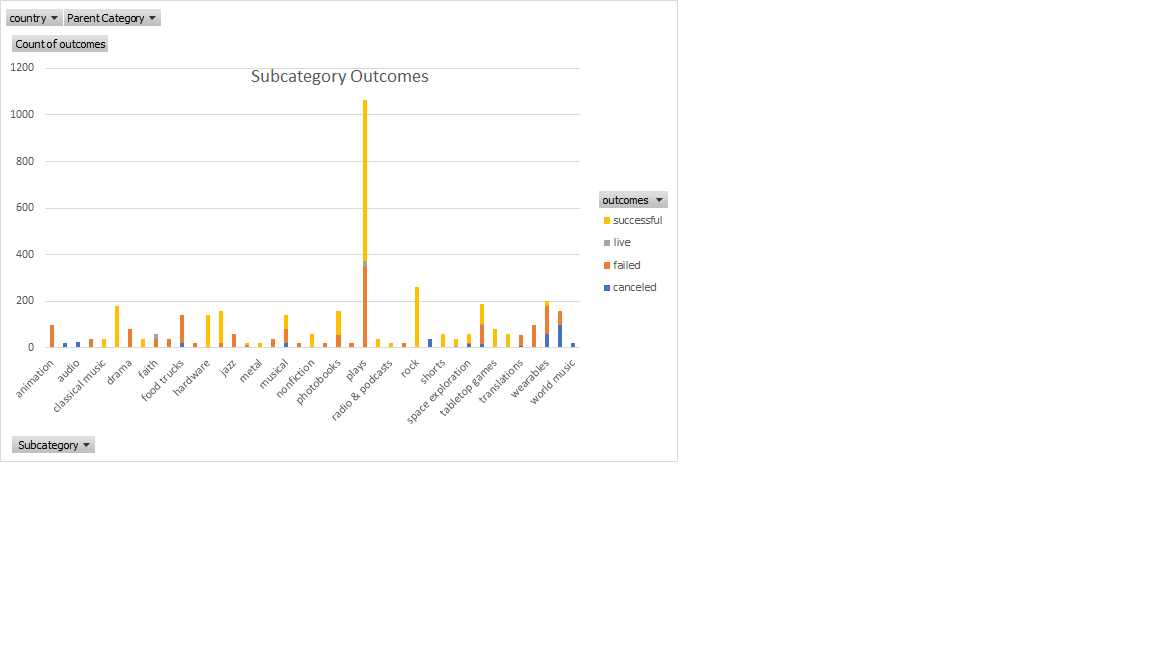 country Parent Category
Count of outcomes
Subcategory Outcomes
1200
1000
800
600
400
200
0
animation
audio
classical music
drama
faith
food trucks
hardware
jazz
metal
musical
nonfiction
photobooks
plays
radio & podcasts
rock
shorts
space exploration
tabletop games
translations
wearables
world music
outcomes
successful
live
failed
canceled
Subcategory